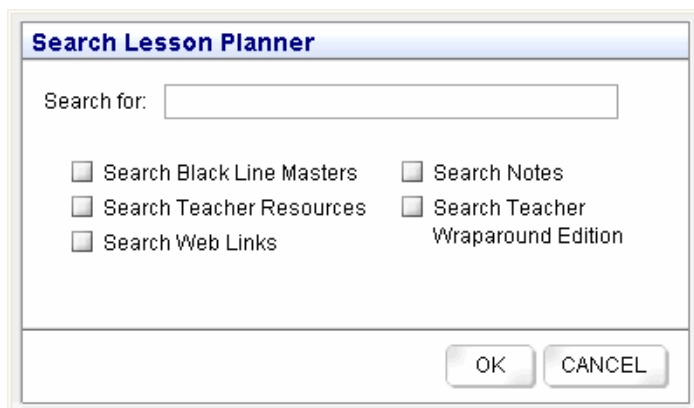 Search Lesson Planner
Search for:
Search Black Line Masters
Search Notes
Search Teacher Resources
Search Teacher
Wraparound Edition
Search Web Links
OK
CANCEL